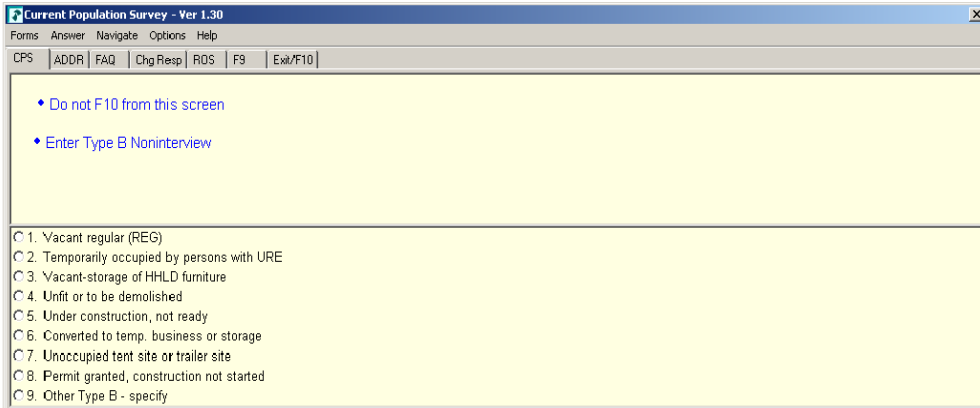 Current Population Survey - Ver 1.30
Forms Answer Navigate Options Help
CPS ADDR FAQ Chg Resp ROS F9 Exit/F10
• Do not F10 from this screen
• Enter Type B Noninterview
1. Vacant regular (REG)
2. Temporarily occupied by persons with URE
3. Vacant-storage of HHLD furniture
4. Unfit or to be demolished
5. Under construction, not ready
6. Converted to temp. business or storage
7. Unoccupied tent site or trailer site
8. Permit granted, construction not started
9. Other Type B - specify